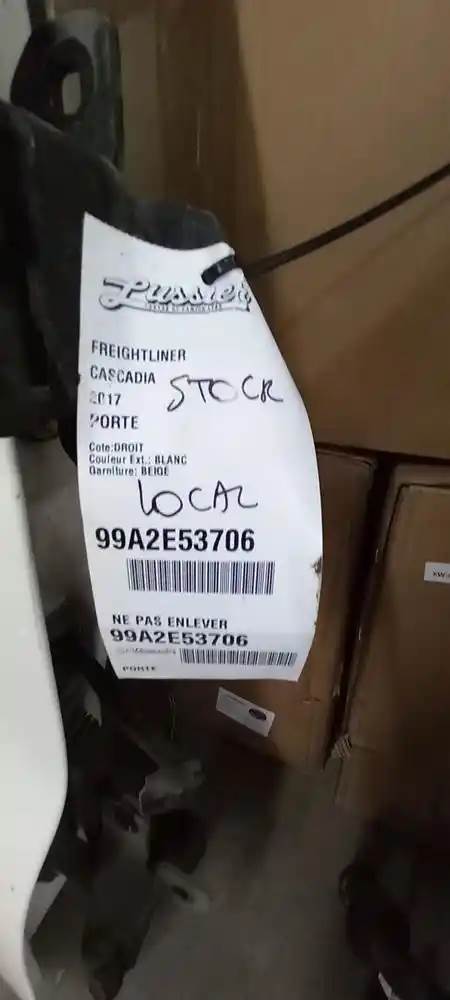 Lussier
FREIGHTLINER
CASCADIA
2017
STOCK
PORTE
Cote:DROIT
Couleur Ext.: BLANC
Garniture: BEIGE
LOCAL
99A2E53706
NE PAS ENLEVER
99A2E53706
PORTE